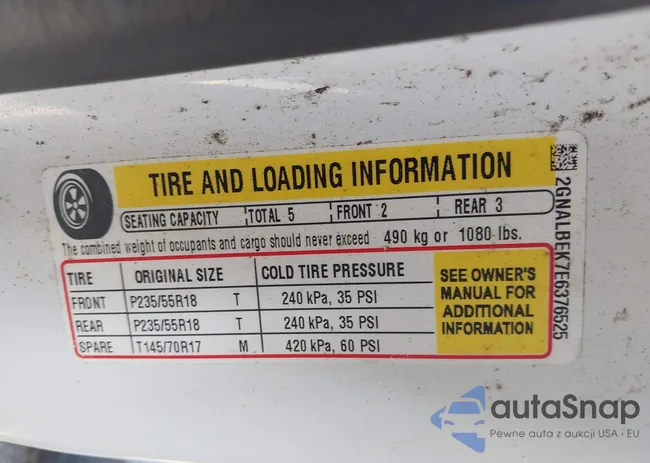 TIRE AND LOADING INFORMATION
SEATING CAPACITY TOTAL 5 FRONT 2 REAR 3
The combined weight of occupants and cargo should never exceed 490 kg or 1080 lbs.
TIRE ORIGINAL SIZE COLD TIRE PRESSURE
FRONT P235/55R18 T 240 kPa, 35 PSI
REAR P235/55R18 T 240 kPa, 35 PSI
SPARE T145/70R17 M 420 kPa, 60 PSI
SEE OWNER'S
MANUAL FOR
ADDITIONAL
INFORMATION
2GNALBEK7E6376525
autaSnap
Pewne auta z aukcji USA i EU